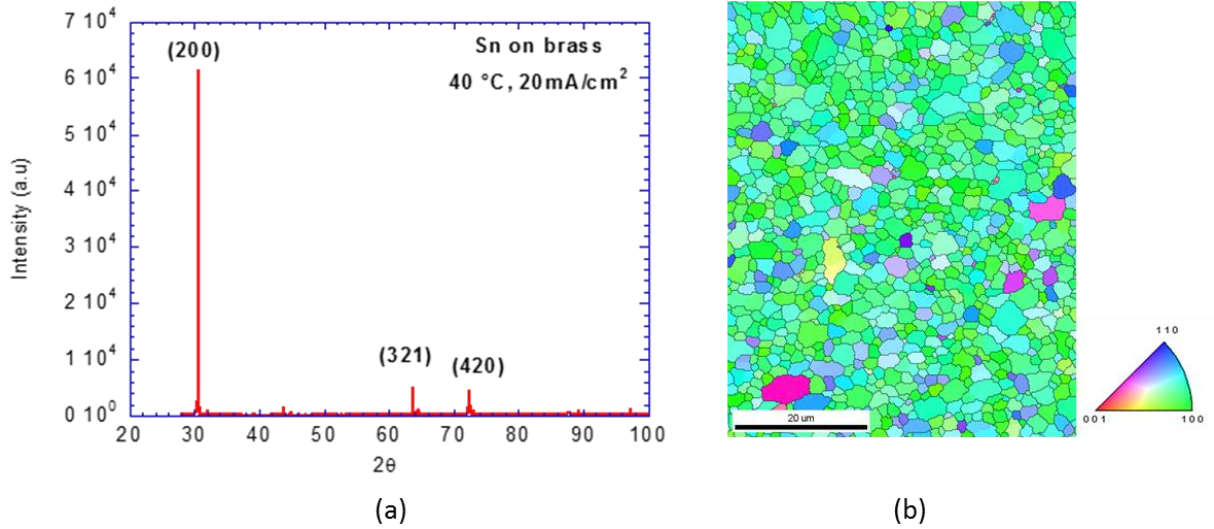 7 10⁴
6 10⁴
5 10⁴
4 10⁴
3 10⁴
2 10⁴
1 10⁴
0 10⁰
Intensity (a.u)
(200)
Sn on brass
40 °C, 20mA/cm²
(321)
(420)
20 30 40 50 60 70 80 90 100
2θ
(a)
20 um
110
001 100
(b)